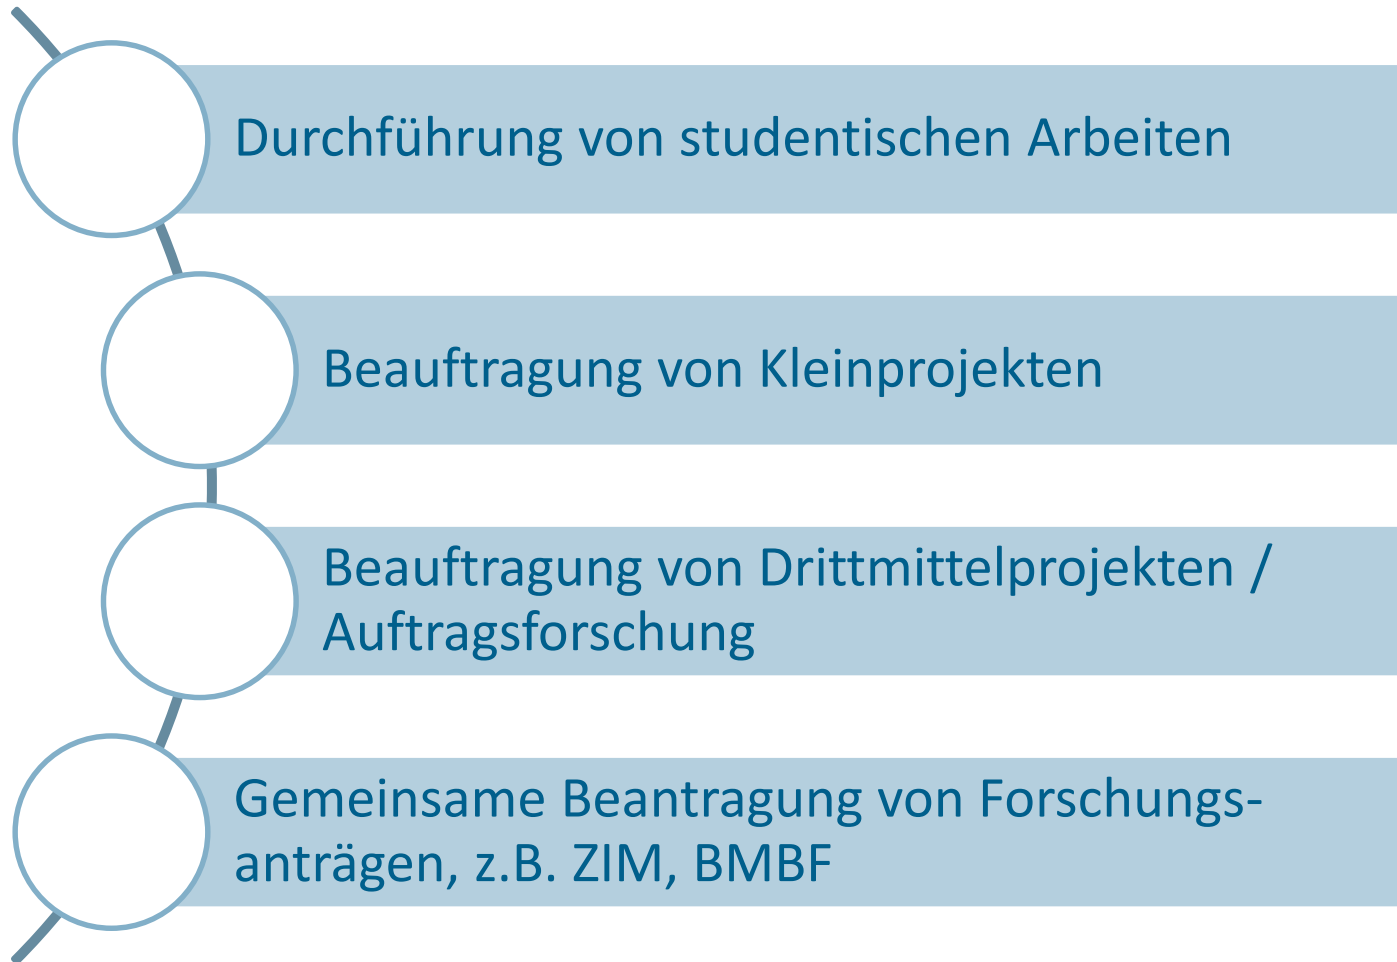 Durchführung von studentischen Arbeiten
Beauftragung von Kleinprojekten
Beauftragung von Drittmittelprojekten /
Auftragsforschung
Gemeinsame Beantragung von Forschungs-
anträgen, z.B. ZIM, BMBF